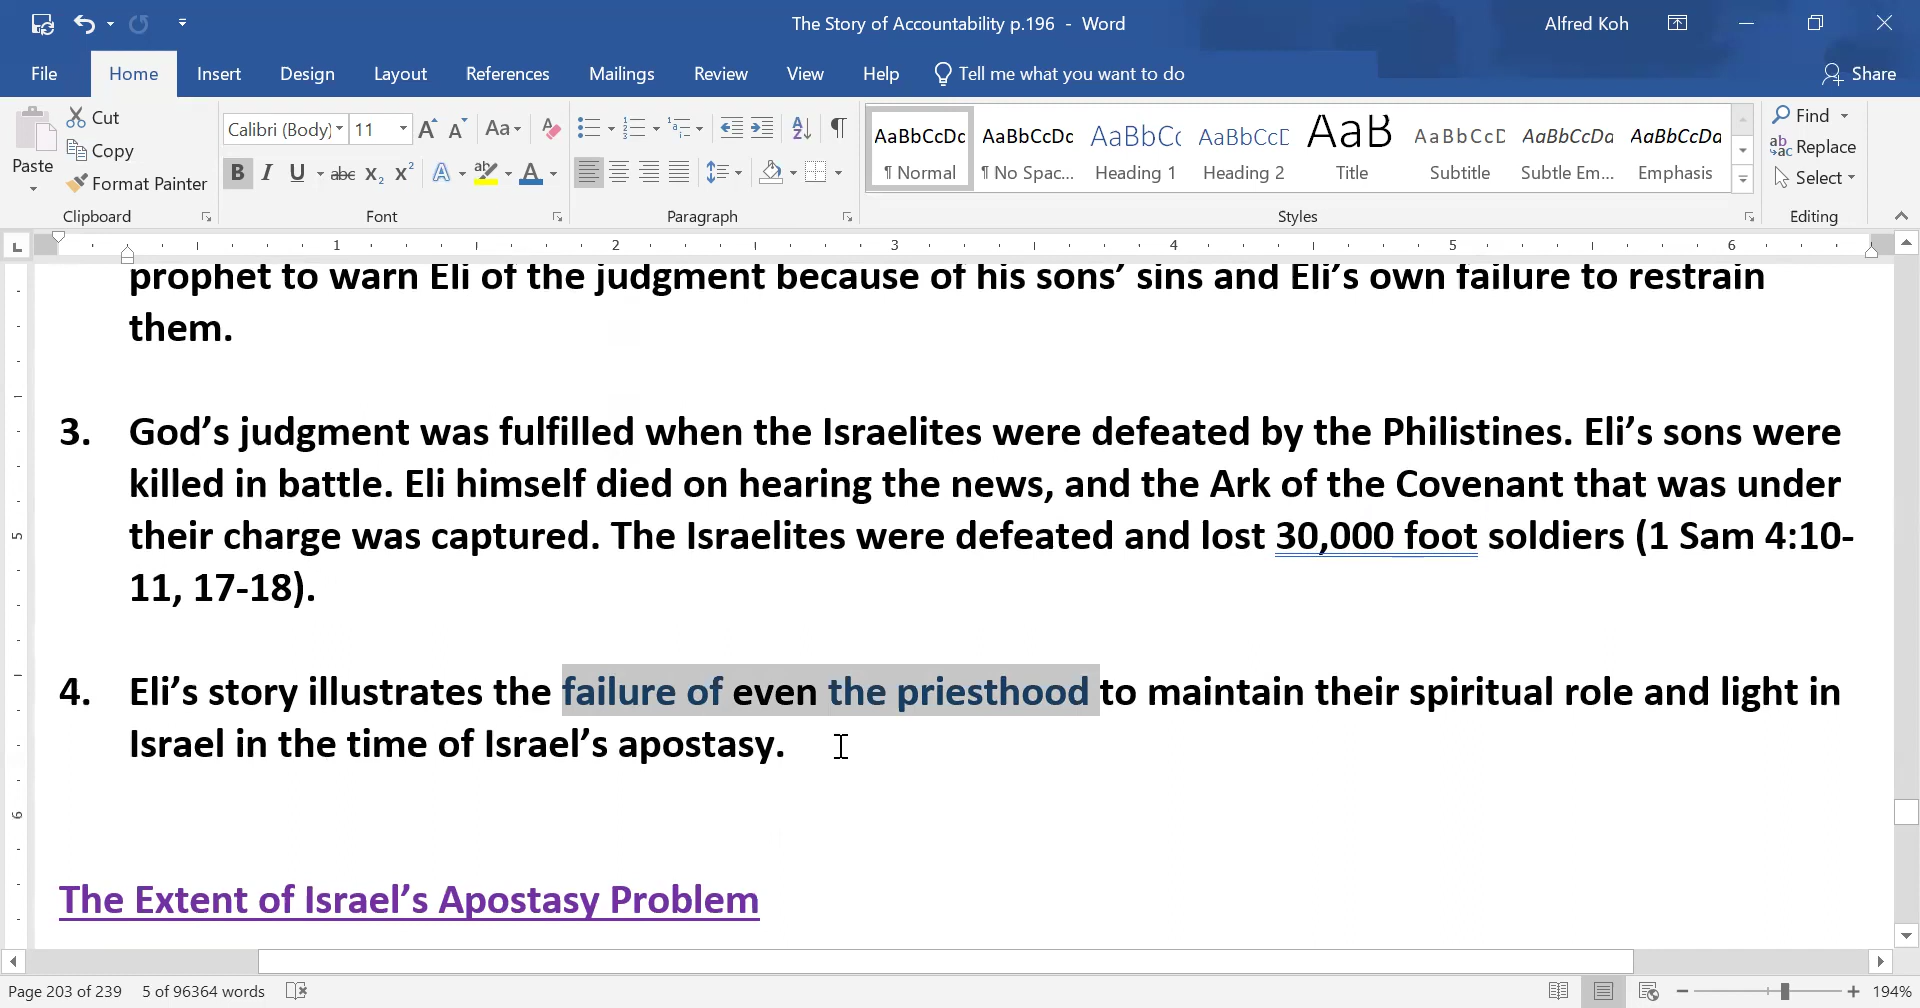 The Story of Accountability p.196 - Word
Alfred Koh
File Home Insert Design Layout References Mailings Review View Help Tell me what you want to do Share
Paste
Cut
Copy
Format Painter
Clipboard
Calibri (Body) 11
Font
Paragraph
AaBbCcDc AaBbCcDc AaBbCc AaBbCcE AaB AaBbCcD AaBbCcDa AaBbCcDa
¶ Normal ¶ No Spac... Heading 1 Heading 2 Title Subtitle Subtle Em... Emphasis
Styles
Find
Replace
Select
Editing
1 2 3 4 5 6
prophet to warn Eli of the judgment because of his sons’ sins and Eli’s own failure to restrain
them.
3. God’s judgment was fulfilled when the Israelites were defeated by the Philistines. Eli’s sons were
killed in battle. Eli himself died on hearing the news, and the Ark of the Covenant that was under
their charge was captured. The Israelites were defeated and lost 30,000 foot soldiers (1 Sam 4:10-
11, 17-18).
4. Eli’s story illustrates the failure of even the priesthood to maintain their spiritual role and light in
Israel in the time of Israel’s apostasy.
The Extent of Israel’s Apostasy Problem
Page 203 of 239 5 of 96364 words 194%